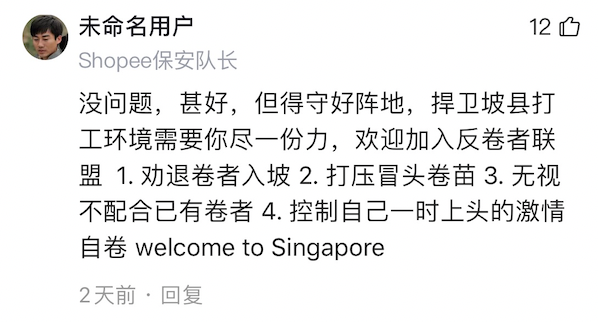 未命名用户
12
Shopee保安队长
没问题，甚好，但得守好阵地，捍卫坡县打
工环境需要你尽一份力，欢迎加入反卷者联
盟 1. 劝退卷者入坡 2. 打压冒头卷苗 3. 无视
不配合已有卷者 4. 控制自己一时上头的激情
自卷 welcome to Singapore
2天前 · 回复